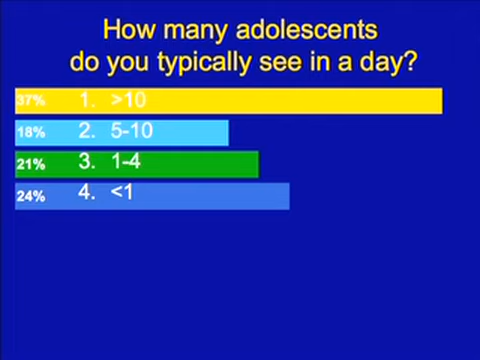 How many adolescents
do you typically see in a day?
37% 1. >10
18% 2. 5-10
21% 3. 1-4
24% 4. <1